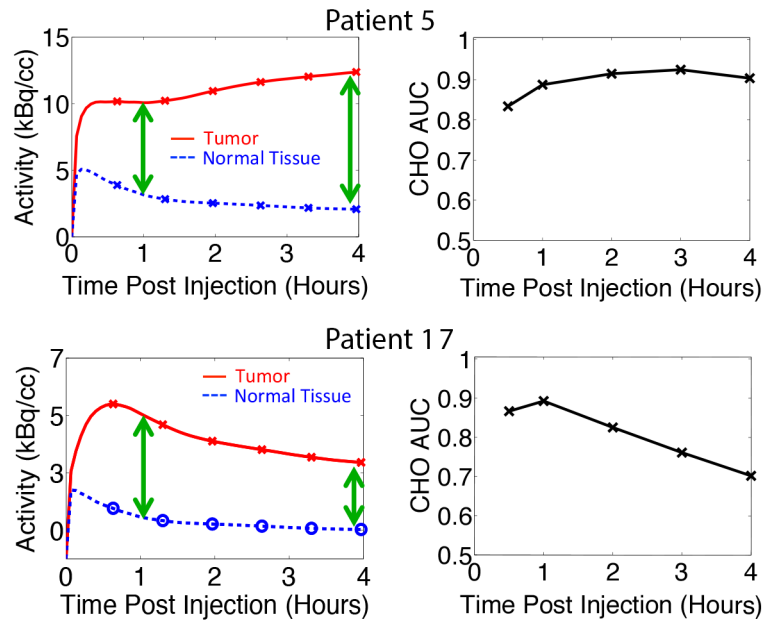 Patient 5
15
10
5
0
Activity (kBq/cc)
Tumor
Normal Tissue
0 1 2 3 4
Time Post Injection (Hours)
1
0.9
0.8
0.7
0.6
0.5
CHO AUC
0 1 2 3 4
Time Post Injection (Hours)
Patient 17
7
5
3
0
Activity (kBq/cc)
Tumor
Normal Tissue
0 1 2 3 4
Time Post Injection (Hours)
1
0.9
0.8
0.7
0.6
0.5
CHO AUC
0 1 2 3 4
Time Post Injection (Hours)